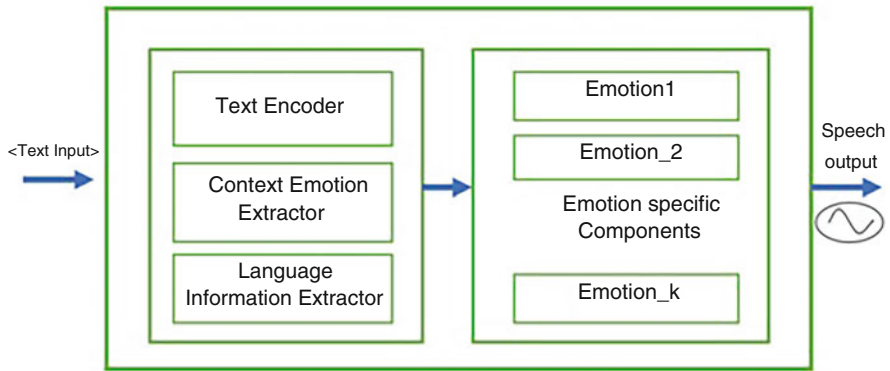 <Text Input>
Text Encoder
Context Emotion
Extractor
Language
Information Extractor
Emotion1
Emotion_2
Emotion specific
Components
Emotion_k
Speech
output